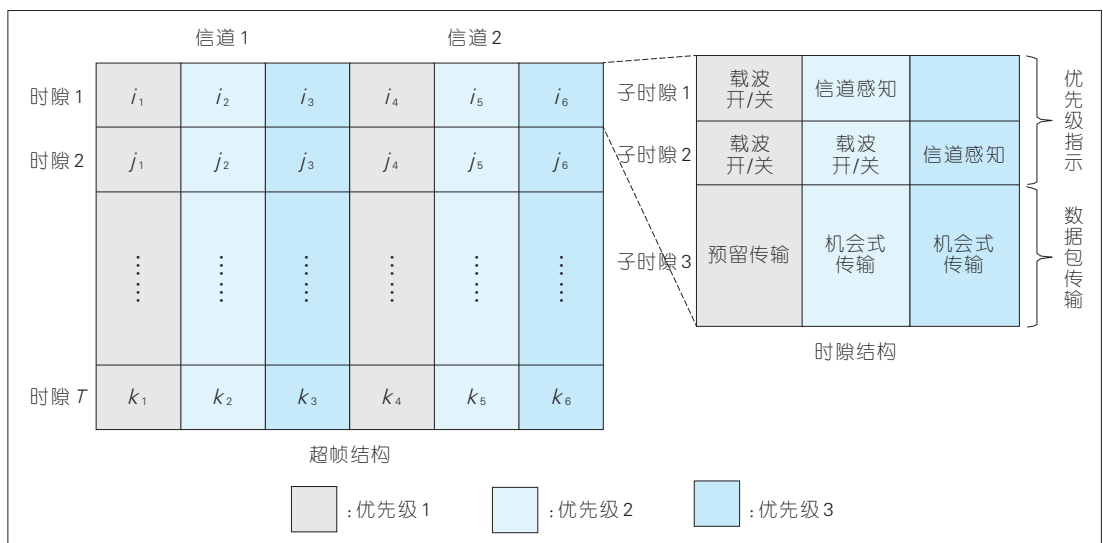 信道1 信道2
时隙1 i₁ i₂ i₃ i₄ i₅ i₆
时隙2 j₁ j₂ j₃ j₄ j₅ j₆
⋮ ⋮ ⋮ ⋮ ⋮ ⋮
时隙T k₁ k₂ k₃ k₄ k₅ k₆
超帧结构
子时隙1 载波开/关 信道感知
子时隙2 载波开/关 载波开/关 信道感知
子时隙3 预留传输 机会式传输 机会式传输
优先级指示
数据包传输
时隙结构
:优先级1 :优先级2 :优先级3